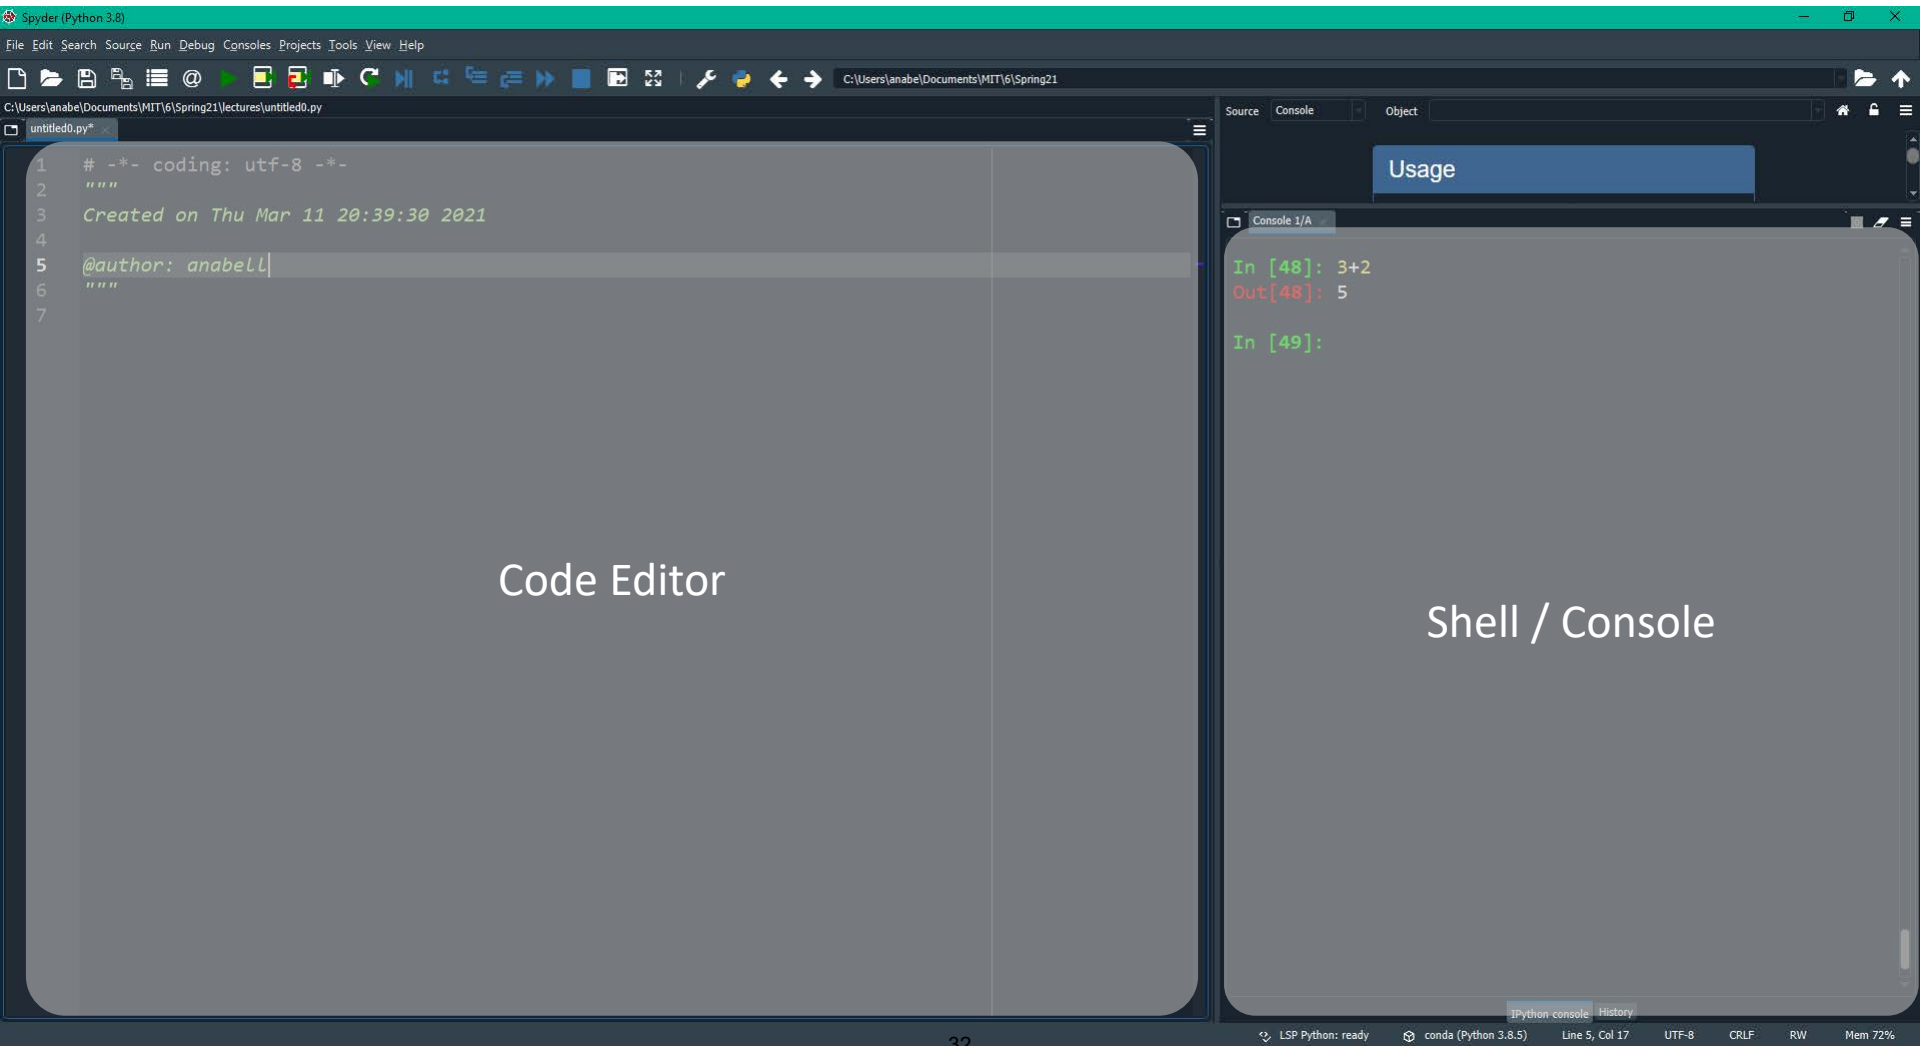 Spyder (Python 3.8)
File Edit Search Source Run Debug Consoles Projects Tools View Help
C:\Users\anabe\Documents\MIT\6\Spring21
C:\Users\anabe\Documents\MIT\6\Spring21\lectures\untitled0.py
untitled0.py*
1 # -*- coding: utf-8 -*-
2 """
3 Created on Thu Mar 11 20:39:30 2021
4
5 @author: anabell
6 """
7
Code Editor
Source Console Object
Usage
Console 1/A
In [48]: 3+2
Out[48]: 5
In [49]:
Shell / Console
IPython console History
LSP Python: ready conda (Python 3.8.5) Line 5, Col 17 UTF-8 CRLF RW Mem 72%
32